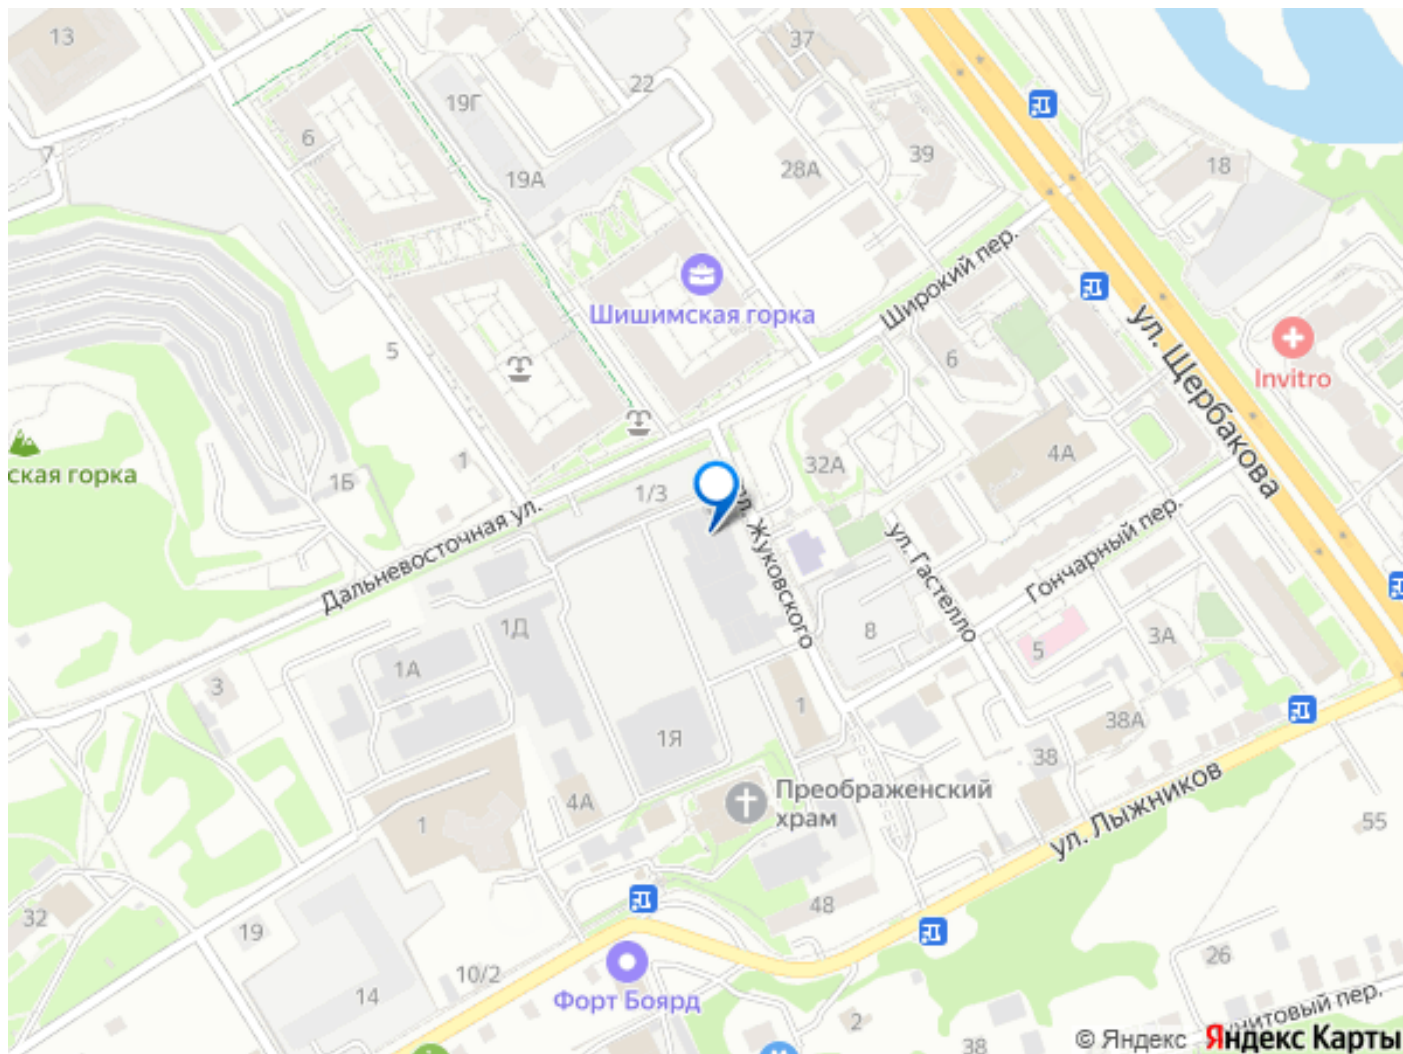 13
37
22
19Г
6
39
28А
18
19А
Широкий пер.
Шишимская горка
ул. Щербакова
5
6
Invitro
4А
32А
1
ская горка
1Б
1/3
Дальневосточная ул.
ул. Жуковского
ул. Гастелло
Гончарный пер.
1Д
8
3А
5
1А
3
1
38А
1Я
38
Преображенский
храм
4А
ул. Лыжников
55
1
32
19
48
26
10/2
14
Форт Боярд
2
38
нитовый пер.
© Яндекс
Яндекс Карты